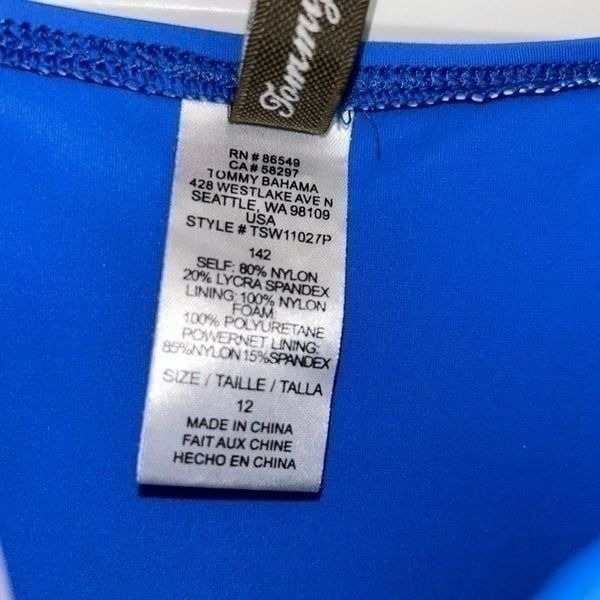 Tommy
RN # 86549
CA # 58297
TOMMY BAHAMA
428 WESTLAKE AVE N
SEATTLE, WA 98109
USA
STYLE # TSW11027P
142
SELF: 80% NYLON
20% LYCRA SPANDEX
LINING: 100% NYLON
FOAM
100% POLYURETANE
POWERNET LINING:
85%NYLON 15%SPANDEX
SIZE / TAILLE / TALLA
12
MADE IN CHINA
FAIT AUX CHINE
HECHO EN CHINA